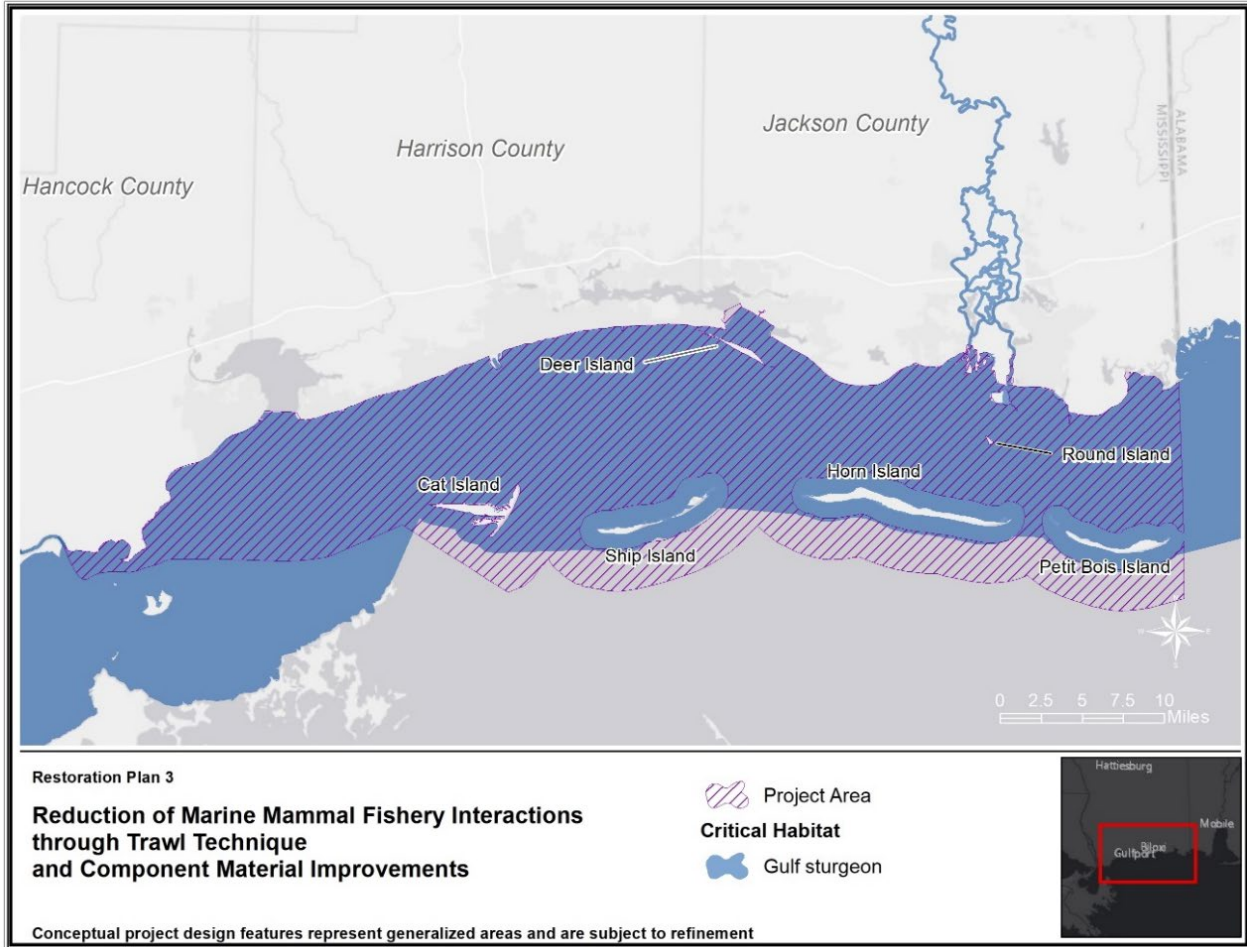 Hancock County
Harrison County
Jackson County
ALABAMA
MISSISSIPPI
Deer Island
Round Island
Cat Island
Horn Island
Ship Island
Petit Bois Island
N
W
E
S
0 2.5 5 7.5 10
Miles
Restoration Plan 3
Reduction of Marine Mammal Fishery Interactions
through Trawl Technique
and Component Material Improvements
Conceptual project design features represent generalized areas and are subject to refinement
Project Area
Critical Habitat
Gulf sturgeon
Hattiesburg
Mobile
Biloxi
Gulfport